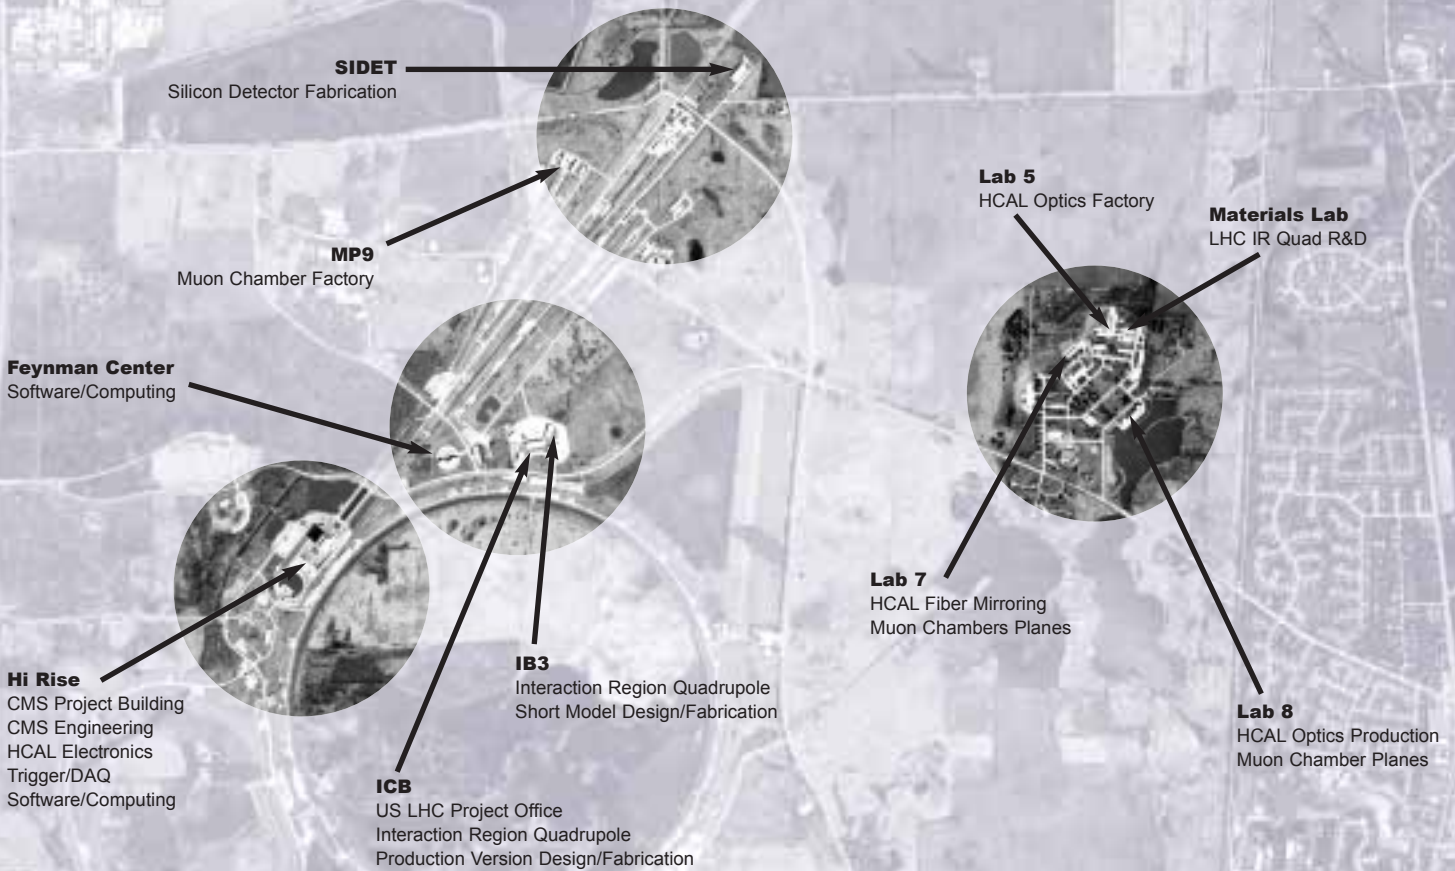 SIDET
Silicon Detector Fabrication
MP9
Muon Chamber Factory
Lab 5
HCAL Optics Factory
Materials Lab
LHC IR Quad R&D
Feynman Center
Software/Computing
Hi Rise
CMS Project Building
CMS Engineering
HCAL Electronics
Trigger/DAQ
Software/Computing
IB3
Interaction Region Quadrupole
Short Model Design/Fabrication
ICB
US LHC Project Office
Interaction Region Quadrupole
Production Version Design/Fabrication
Lab 7
HCAL Fiber Mirroring
Muon Chambers Planes
Lab 8
HCAL Optics Production
Muon Chamber Planes